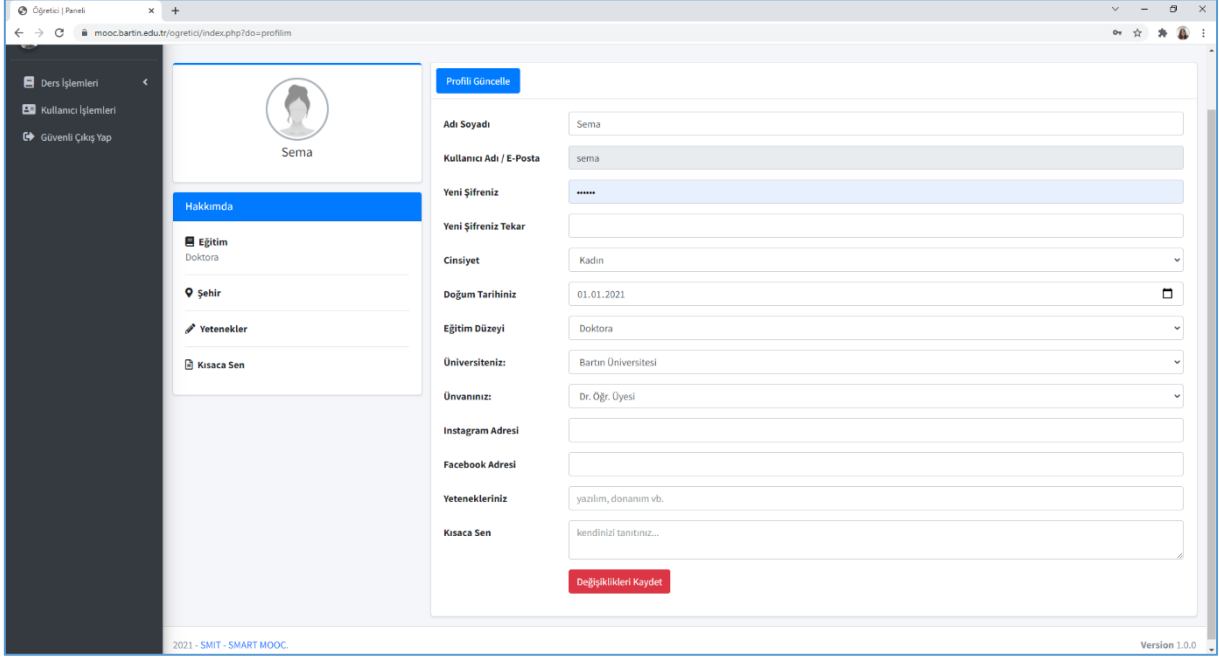 Öğretici | Paneli
mooc.bartin.edu.tr/ogretici/index.php?do=profilim
Ders İşlemleri
Kullanıcı İşlemleri
Güvenli Çıkış Yap
Sema
Hakkımda
Eğitim
Doktora
Şehir
Yetenekler
Kısaca Sen
Profili Güncelle
Adı Soyadı Sema
Kullanıcı Adı / E-Posta sema
Yeni Şifreniz ••••••
Yeni Şifreniz Tekar
Cinsiyet Kadın
Doğum Tarihiniz 01.01.2021
Eğitim Düzeyi Doktora
Üniversiteniz: Bartın Üniversitesi
Ünvanınız: Dr. Öğr. Üyesi
Instagram Adresi
Facebook Adresi
Yetenekleriniz yazılım, donanım vb.
Kısaca Sen kendinizi tanıtınız...
Değişiklikleri Kaydet
2021 - SMIT - SMART MOOC. Version 1.0.0